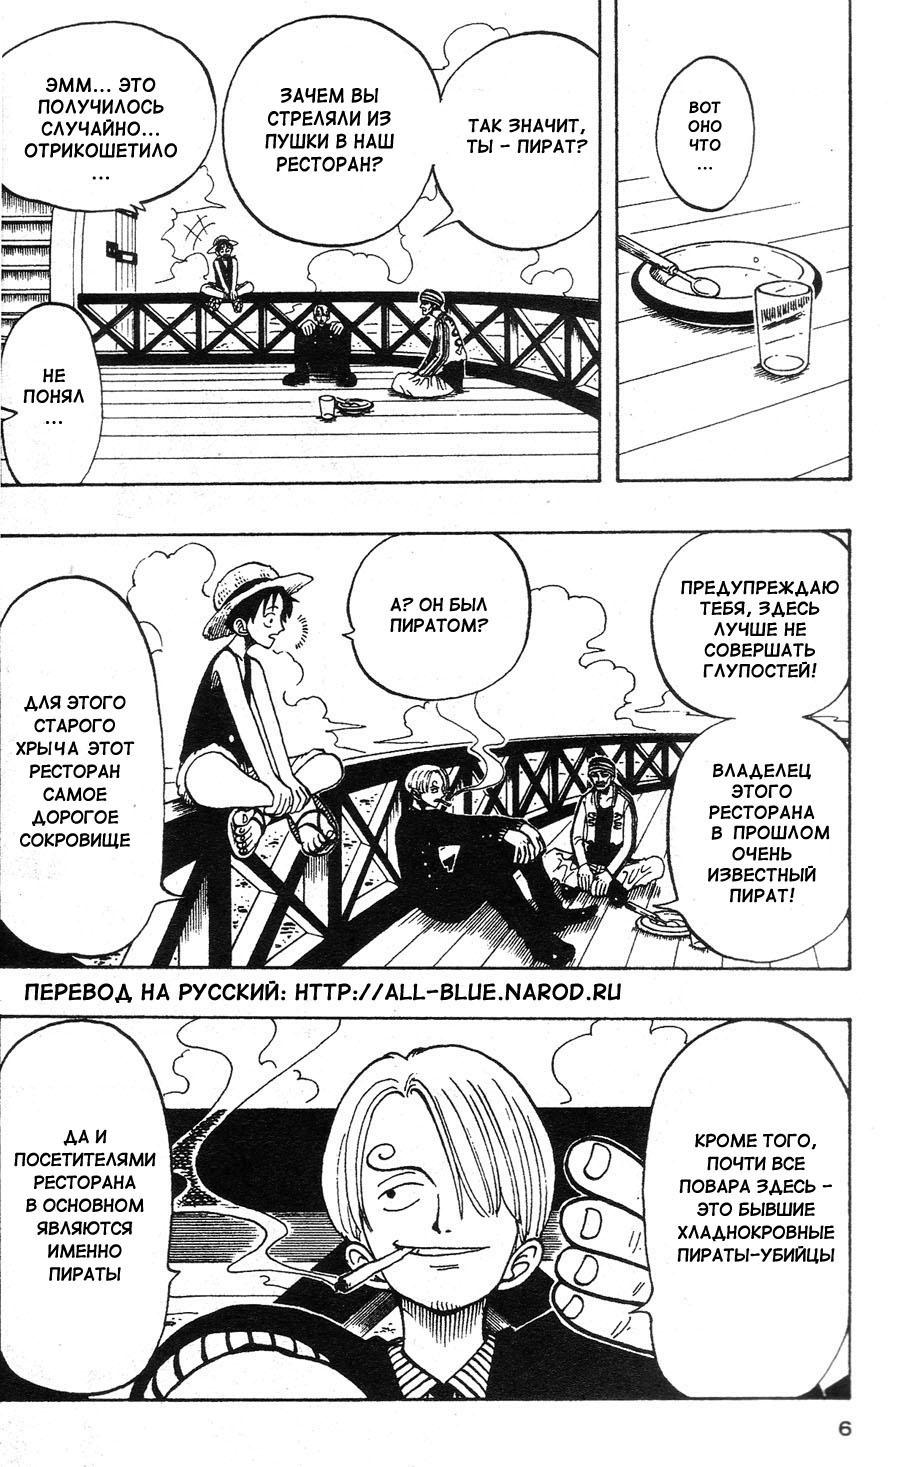 ВОТ
ОНО
ЧТО
...
ТАК ЗНАЧИТ,
ТЫ - ПИРАТ?
ЗАЧЕМ ВЫ
СТРЕЛЯЛИ ИЗ
ПУШКИ В НАШ
РЕСТОРАН?
ЭММ... ЭТО
ПОЛУЧИЛОСЬ
СЛУЧАЙНО...
ОТРИКОШЕТИЛО
...
НЕ
ПОНЯЛ
...
ПРЕДУПРЕЖДАЮ
ТЕБЯ, ЗДЕСЬ
ЛУЧШЕ НЕ
СОВЕРШАТЬ
ГЛУПОСТЕЙ!
ВЛАДЕЛЕЦ
ЭТОГО
РЕСТОРАНА
В ПРОШЛОМ
ОЧЕНЬ
ИЗВЕСТНЫЙ
ПИРАТ!
А? ОН БЫЛ
ПИРАТОМ?
ДЛЯ ЭТОГО
СТАРОГО
ХРЫЧА ЭТОТ
РЕСТОРАН
САМОЕ
ДОРОГОЕ
СОКРОВИЩЕ
ПЕРЕВОД НА РУССКИЙ: HTTP://ALL-BLUE.NAROD.RU
КРОМЕ ТОГО,
ПОЧТИ ВСЕ
ПОВАРА ЗДЕСЬ -
ЭТО БЫВШИЕ
ХЛАДНОКРОВНЫЕ
ПИРАТЫ-УБИЙЦЫ
ДА И
ПОСЕТИТЕЛЯМИ
РЕСТОРАНА
В ОСНОВНОМ
ЯВЛЯЮТСЯ
ИМЕННО
ПИРАТЫ
6